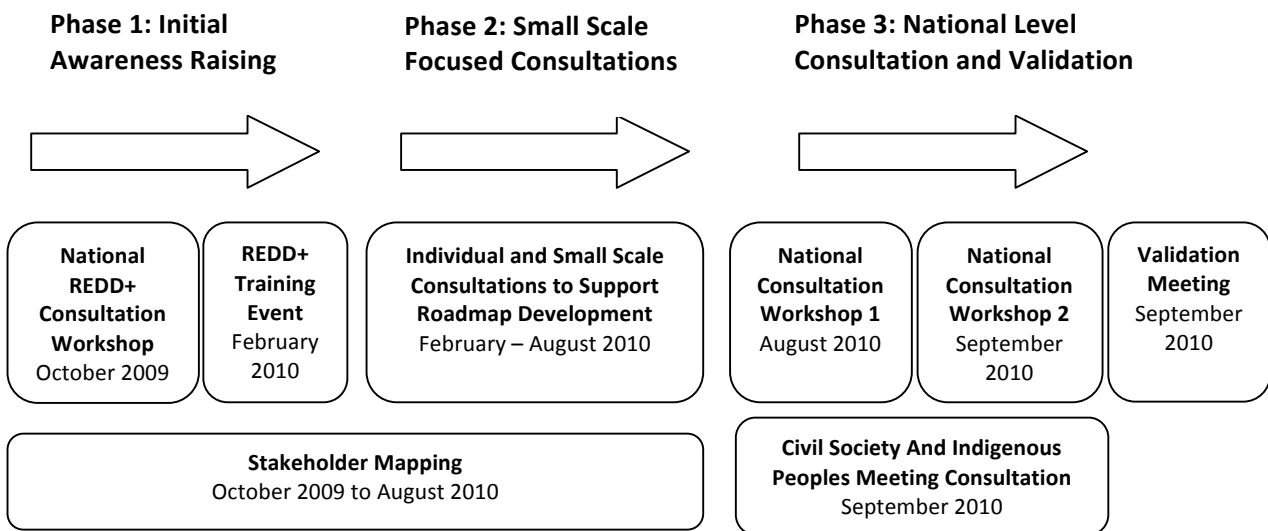 Phase 1: Initial
Awareness Raising
Phase 2: Small Scale
Focused Consultations
Phase 3: National Level
Consultation and Validation
National
REDD+
Consultation
Workshop
October 2009
REDD+
Training
Event
February
2010
Individual and Small Scale
Consultations to Support
Roadmap Development
February – August 2010
National
Consultation
Workshop 1
August 2010
National
Consultation
Workshop 2
September
2010
Validation
Meeting
September
2010
Stakeholder Mapping
October 2009 to August 2010
Civil Society And Indigenous
Peoples Meeting Consultation
September 2010